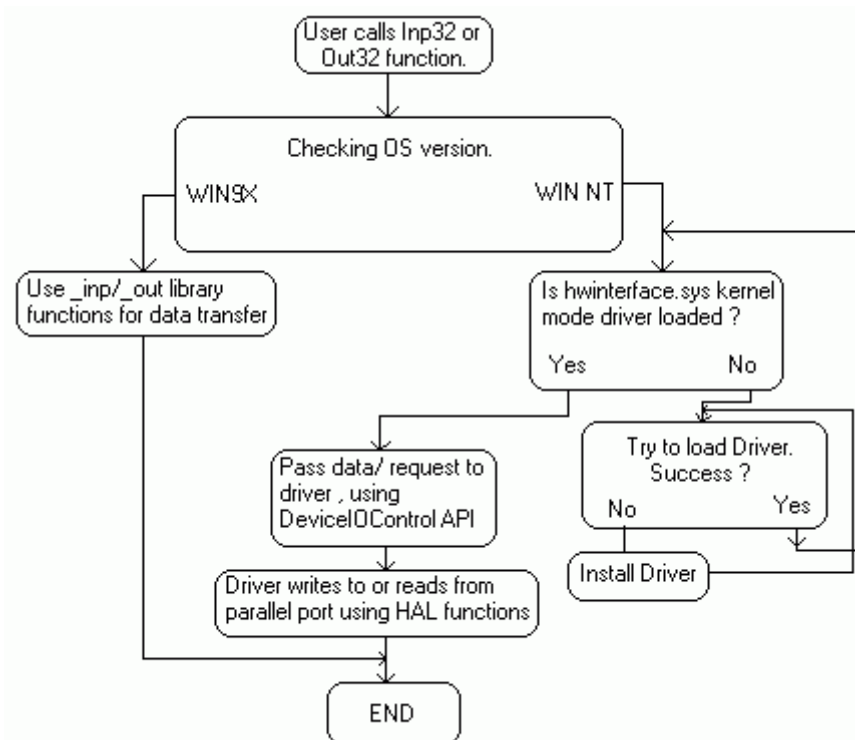 User calls Inp32 or
Out32 function.
Checking OS version.
WIN9X
WIN NT
Use _inp/_out library
functions for data transfer
Is hwinterface.sys kernel
mode driver loaded ?
Yes
No
Pass data/ request to
driver , using
DeviceIOControl API
Try to load Driver.
Success ?
No
Yes
Install Driver
Driver writes to or reads from
parallel port using HAL functions
END